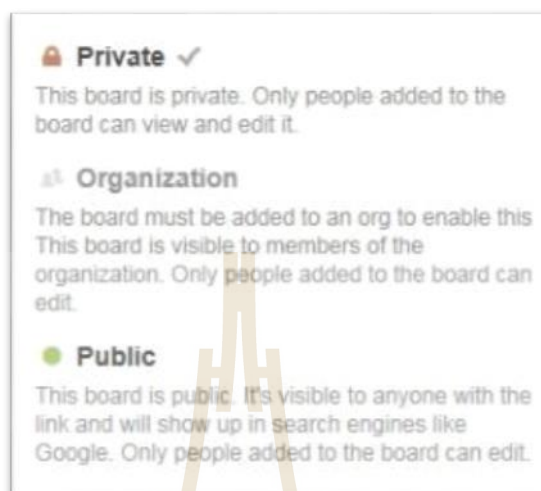 Private
This board is private. Only people added to the
board can view and edit it.
Organization
The board must be added to an org to enable this
This board is visible to members of the
organization. Only people added to the board can
edit.
Public
This board is public. It's visible to anyone with the
link and will show up in search engines like
Google. Only people added to the board can edit.